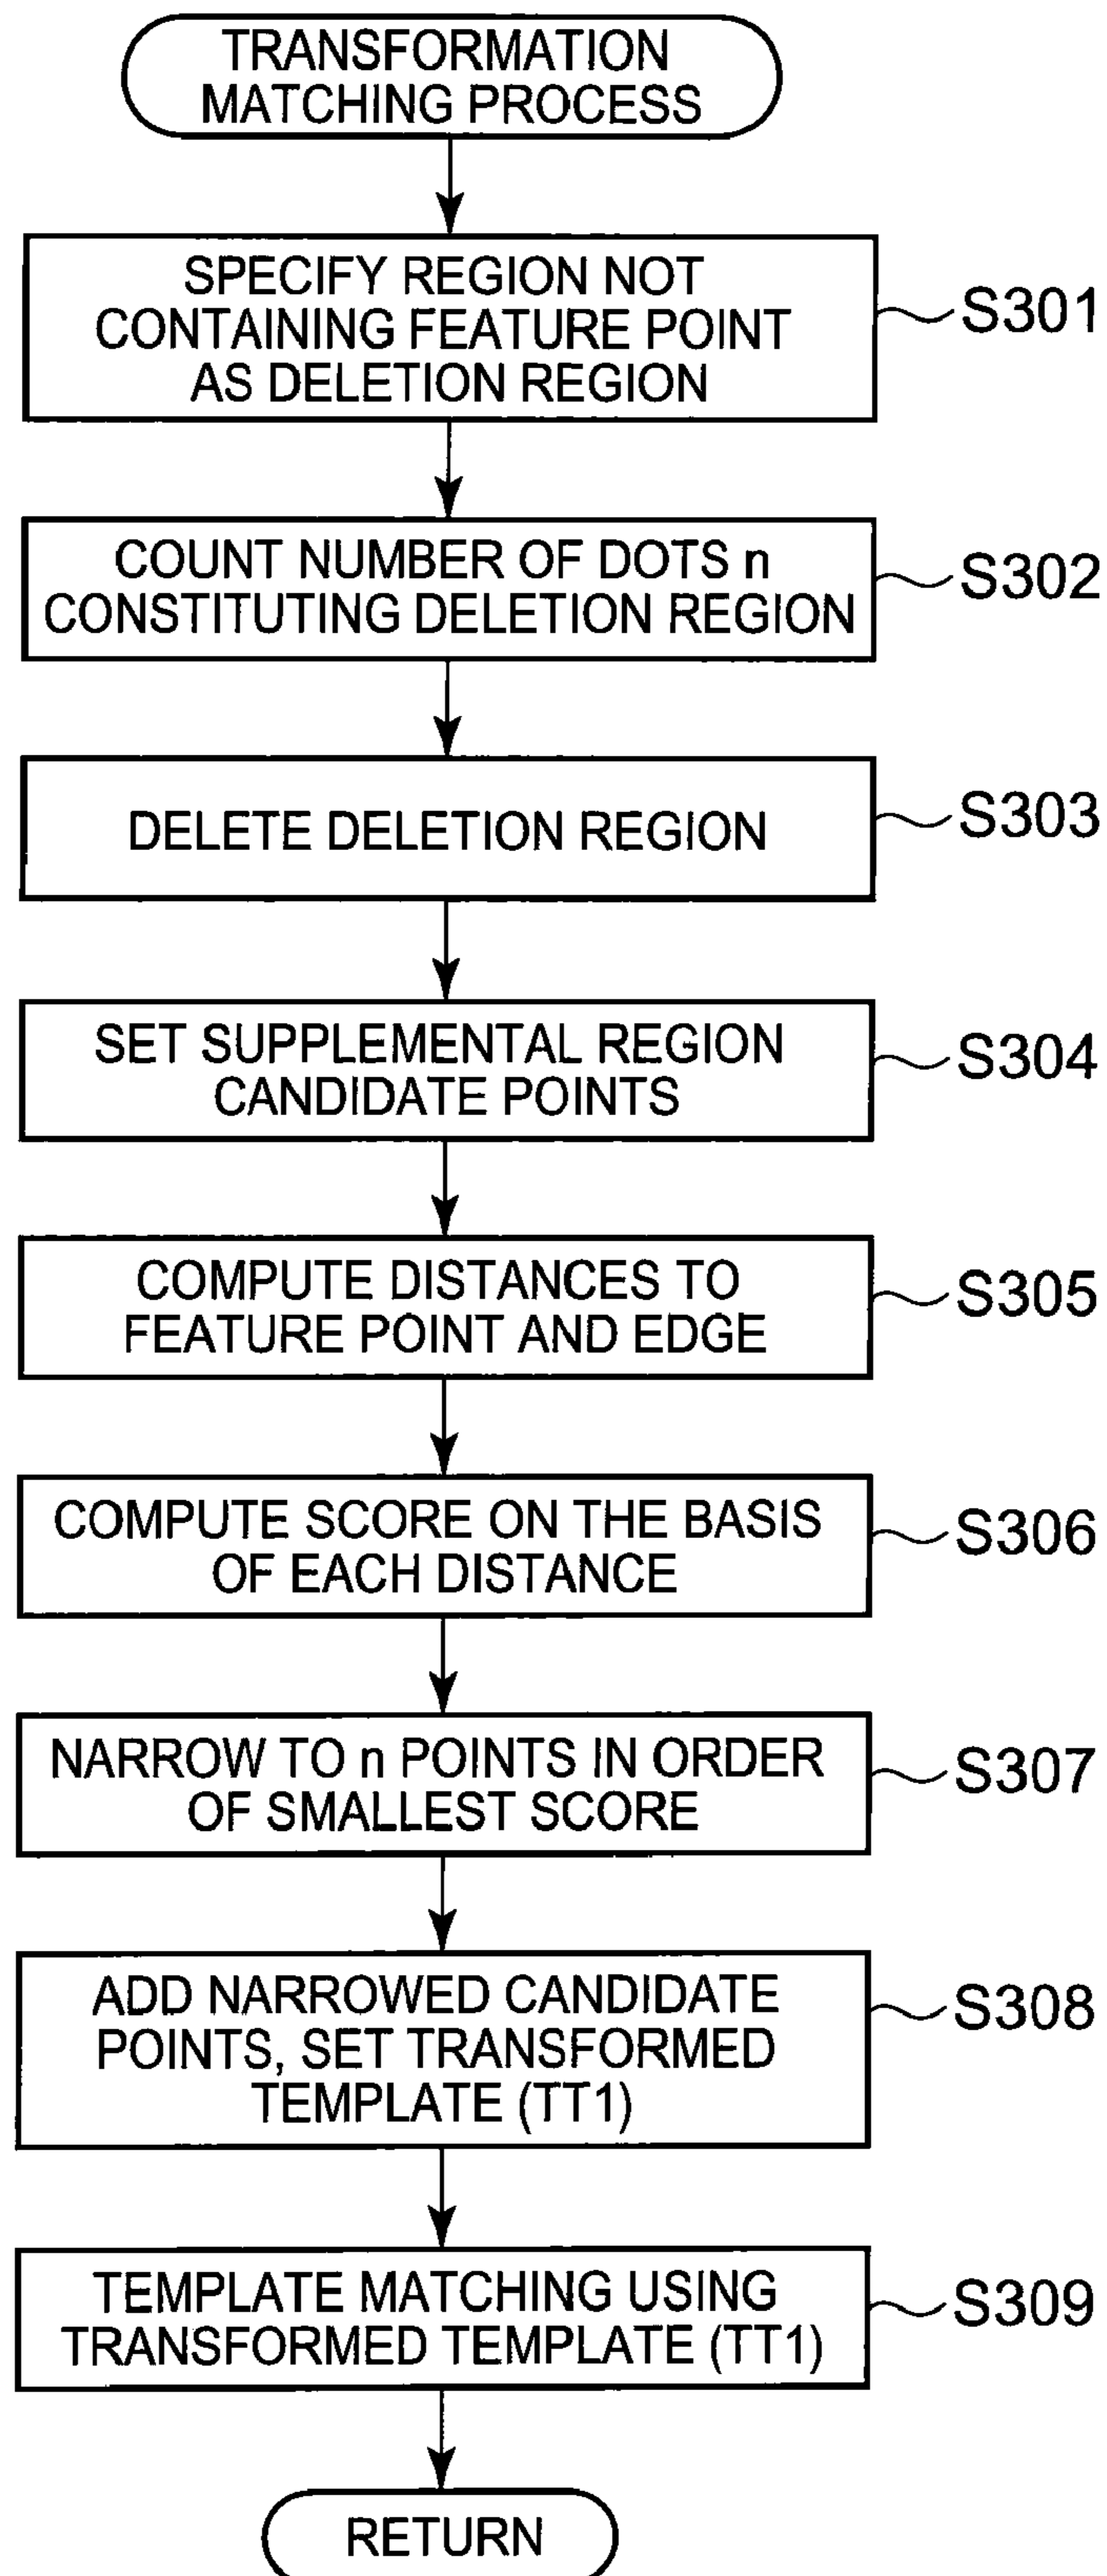 TRANSFORMATION
MATCHING PROCESS
SPECIFY REGION NOT
CONTAINING FEATURE POINT
AS DELETION REGION
S301
COUNT NUMBER OF DOTS n
CONSTITUTING DELETION REGION
S302
DELETE DELETION REGION
S303
SET SUPPLEMENTAL REGION
CANDIDATE POINTS
S304
COMPUTE DISTANCES TO
FEATURE POINT AND EDGE
S305
COMPUTE SCORE ON THE BASIS
OF EACH DISTANCE
S306
NARROW TO n POINTS IN ORDER
OF SMALLEST SCORE
S307
ADD NARROWED CANDIDATE
POINTS, SET TRANSFORMED
TEMPLATE (TT1)
S308
TEMPLATE MATCHING USING
TRANSFORMED TEMPLATE (TT1)
S309
RETURN